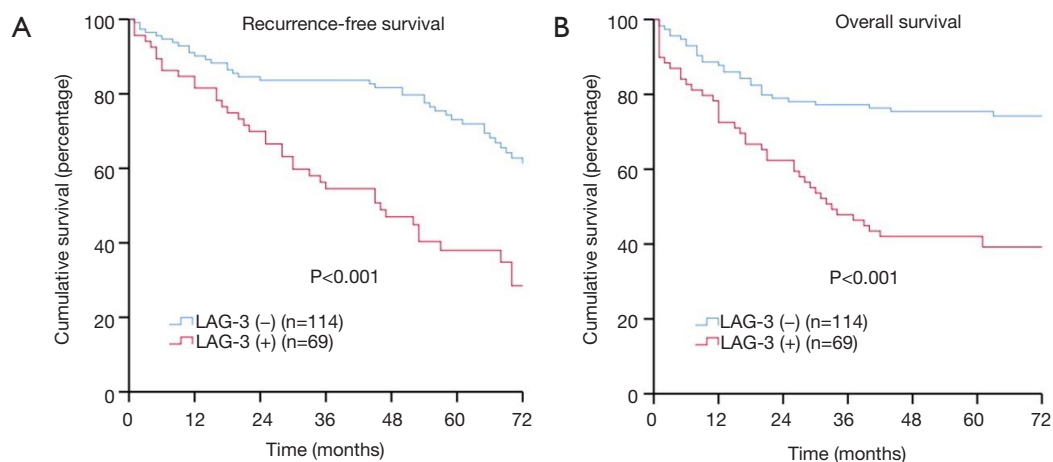 A
Recurrence-free survival
Cumulative survival (percentage)
100
80
60
40
20
0
P<0.001
LAG-3 (–) (n=114)
LAG-3 (+) (n=69)
0 12 24 36 48 60 72
Time (months)
B
Overall survival
Cumulative survival (percentage)
100
80
60
40
20
0
P<0.001
LAG-3 (–) (n=114)
LAG-3 (+) (n=69)
0 12 24 36 48 60 72
Time (months)